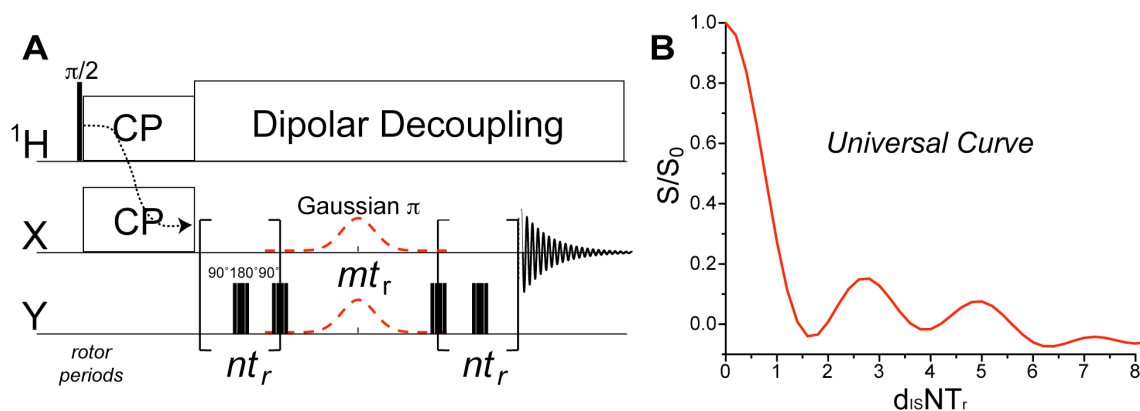 A
π/2
¹H
CP
Dipolar Decoupling
X
CP
Gaussian π
90°180°90°
mtᵣ
Y
rotor
periods
ntᵣ
ntᵣ
B
1.0
0.8
0.6
0.4
0.2
0.0
S/S₀
Universal Curve
0 1 2 3 4 5 6 7 8
dISNTr